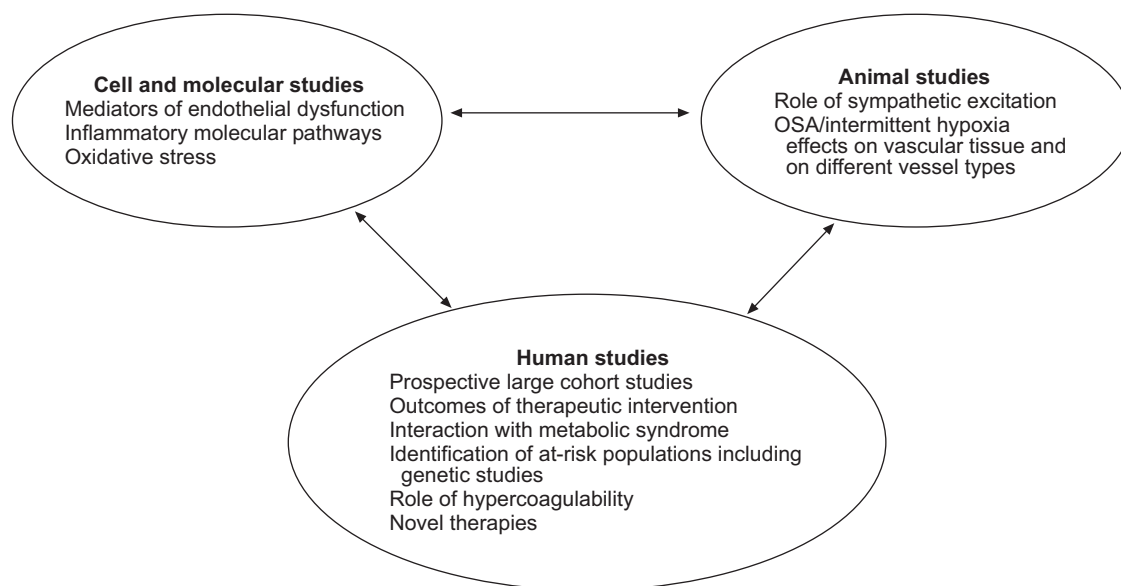 Cell and molecular studies
Mediators of endothelial dysfunction
Inflammatory molecular pathways
Oxidative stress
Animal studies
Role of sympathetic excitation
OSA/intermittent hypoxia
effects on vascular tissue and
on different vessel types
Human studies
Prospective large cohort studies
Outcomes of therapeutic intervention
Interaction with metabolic syndrome
Identification of at-risk populations including
genetic studies
Role of hypercoagulability
Novel therapies